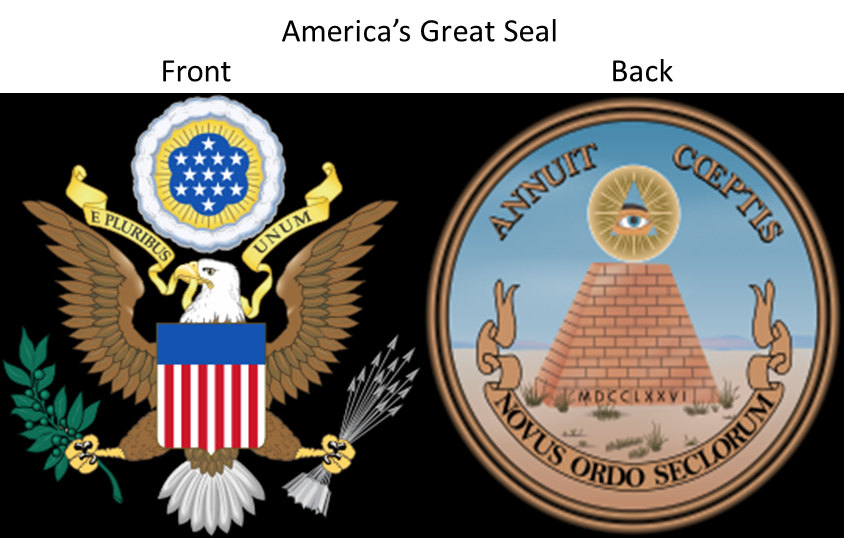 America’s Great Seal
Front
Back
E PLURIBUS
UNUM
ANNUIT
CŒPTIS
MDCCLXXVI
NOVUS ORDO SECLORUM